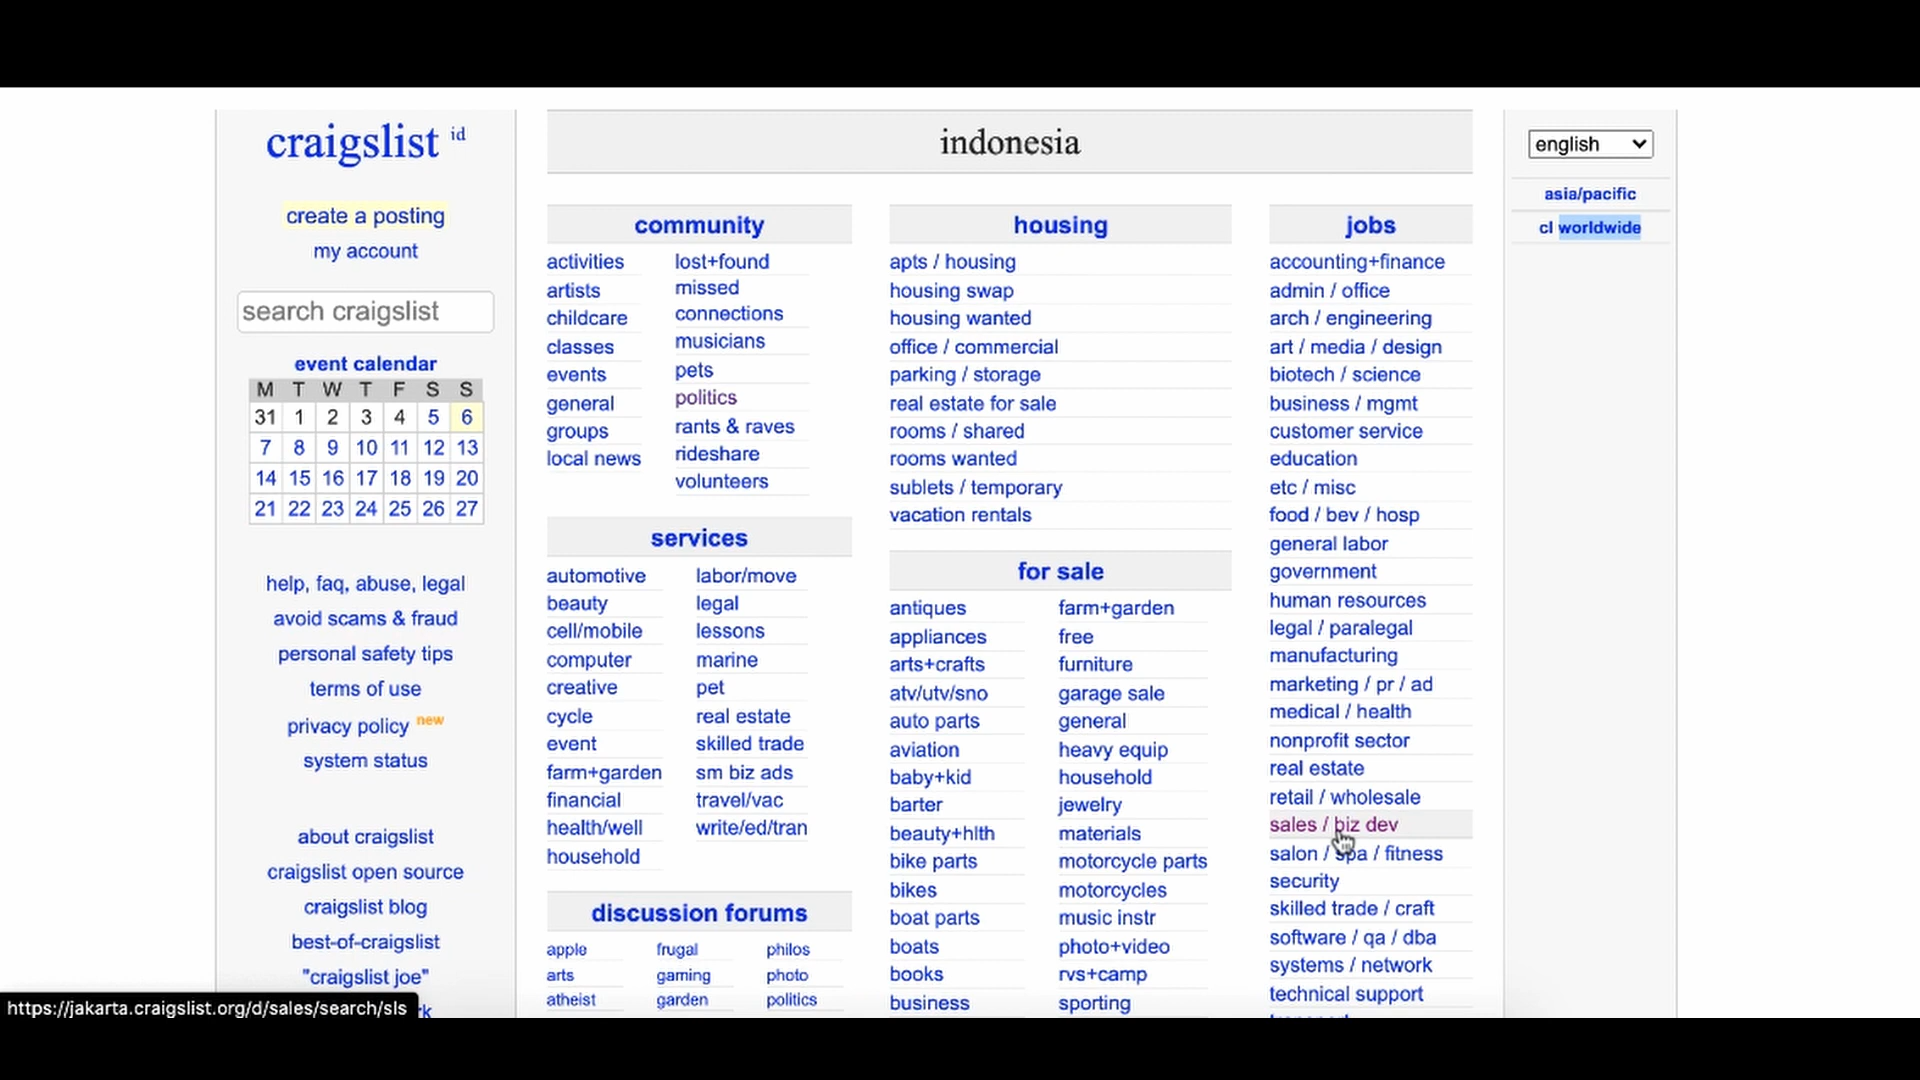 craigslist id
create a posting
my account
search craigslist
event calendar
M T W T F S S
31 1 2 3 4 5 6
7 8 9 10 11 12 13
14 15 16 17 18 19 20
21 22 23 24 25 26 27
help, faq, abuse, legal
avoid scams & fraud
personal safety tips
terms of use
privacy policy new
system status
about craigslist
craigslist open source
craigslist blog
best-of-craigslist
"craigslist joe"
https://jakarta.craigslist.org/d/sales/search/sls
indonesia
community
activities
artists
childcare
classes
events
general
groups
local news
lost+found
missed
connections
musicians
pets
politics
rants & raves
rideshare
volunteers
services
automotive
beauty
cell/mobile
computer
creative
cycle
event
farm+garden
financial
health/well
household
labor/move
legal
lessons
marine
pet
real estate
skilled trade
sm biz ads
travel/vac
write/ed/tran
discussion forums
apple
arts
atheist
frugal
gaming
garden
philos
photo
politics
housing
apts / housing
housing swap
housing wanted
office / commercial
parking / storage
real estate for sale
rooms / shared
rooms wanted
sublets / temporary
vacation rentals
for sale
antiques
appliances
arts+crafts
atv/utv/sno
auto parts
aviation
baby+kid
barter
beauty+hlth
bike parts
bikes
boat parts
boats
books
business
farm+garden
free
furniture
garage sale
general
heavy equip
household
jewelry
materials
motorcycle parts
motorcycles
music instr
photo+video
rvs+camp
sporting
jobs
accounting+finance
admin / office
arch / engineering
art / media / design
biotech / science
business / mgmt
customer service
education
etc / misc
food / bev / hosp
general labor
government
human resources
legal / paralegal
manufacturing
marketing / pr / ad
medical / health
nonprofit sector
real estate
retail / wholesale
sales / biz dev
salon / spa / fitness
security
skilled trade / craft
software / qa / dba
systems / network
technical support
english
asia/pacific
cl worldwide